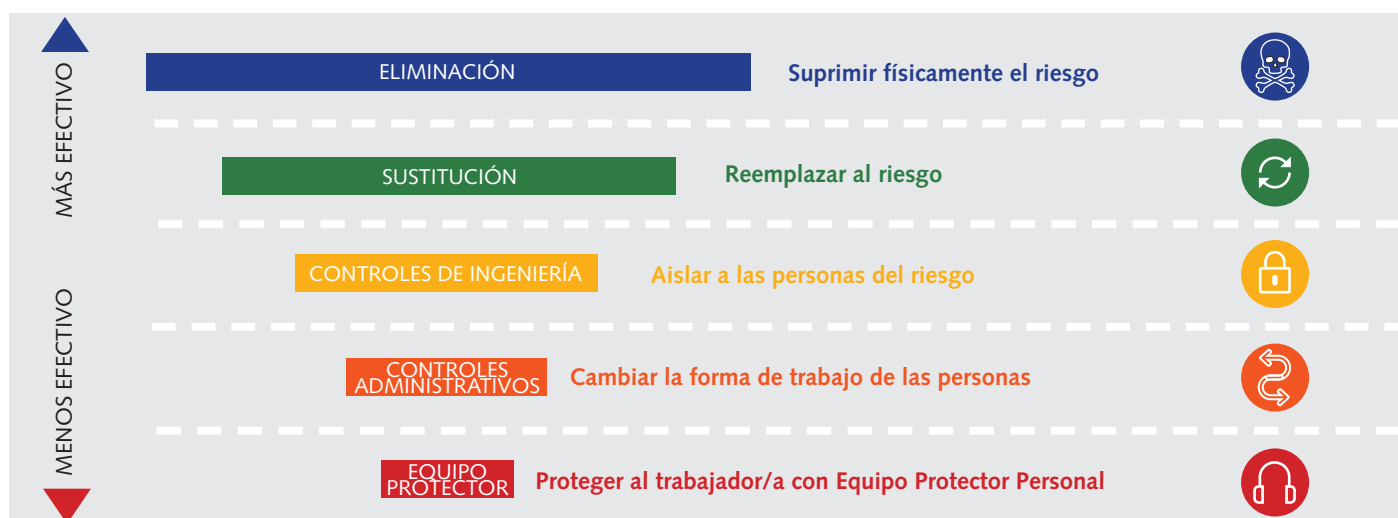 MÁS EFECTIVO
MENOS EFECTIVO
ELIMINACIÓN
Suprimir físicamente el riesgo
SUSTITUCIÓN
Reemplazar al riesgo
CONTROLES DE INGENIERÍA
Aislar a las personas del riesgo
CONTROLES
ADMINISTRATIVOS
Cambiar la forma de trabajo de las personas
EQUIPO
PROTECTOR
Proteger al trabajador/a con Equipo Protector Personal